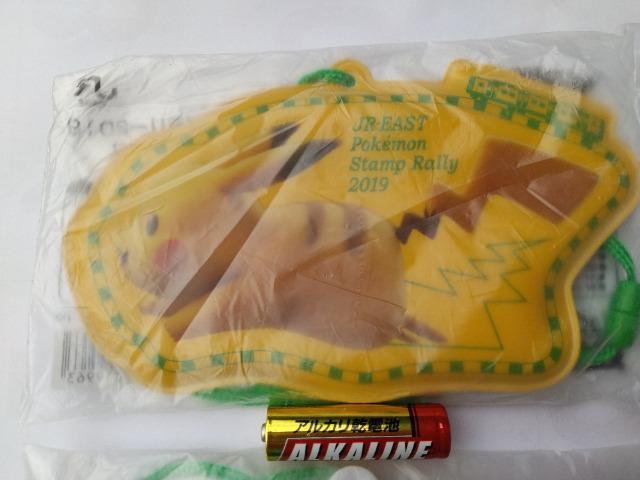 JR-EAST
Pokémon
Stamp Rally
2019
アルカリ乾電池
ALKALINE